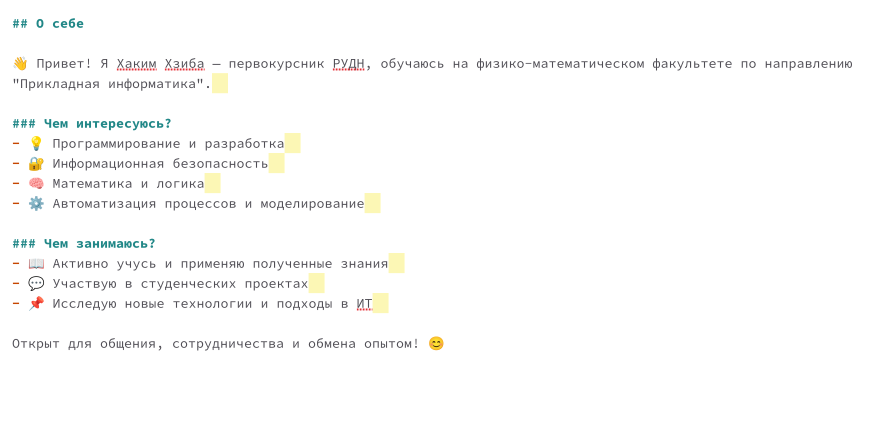 ## О себе
👋 Привет! Я Хаким Хзиба — первокурсник РУДН, обучаюсь на физико-математическом факультете по направлению
"Прикладная информатика".
### Чем интересуюсь?
- 💡 Программирование и разработка
- 🔐 Информационная безопасность
- 🧠 Математика и логика
- ⚙️ Автоматизация процессов и моделирование
### Чем занимаюсь?
- 📖 Активно учусь и применяю полученные знания
- 💬 Участвую в студенческих проектах
- 📌 Исследую новые технологии и подходы в ИТ
Открыт для общения, сотрудничества и обмена опытом! 😊